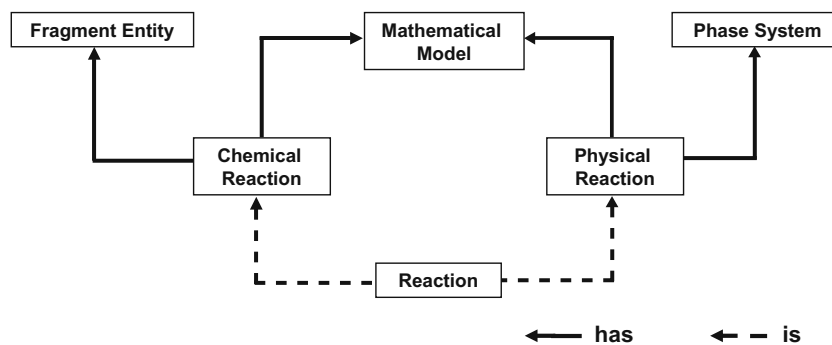 Fragment Entity
Mathematical
Model
Phase System
Chemical
Reaction
Physical
Reaction
Reaction
has
is